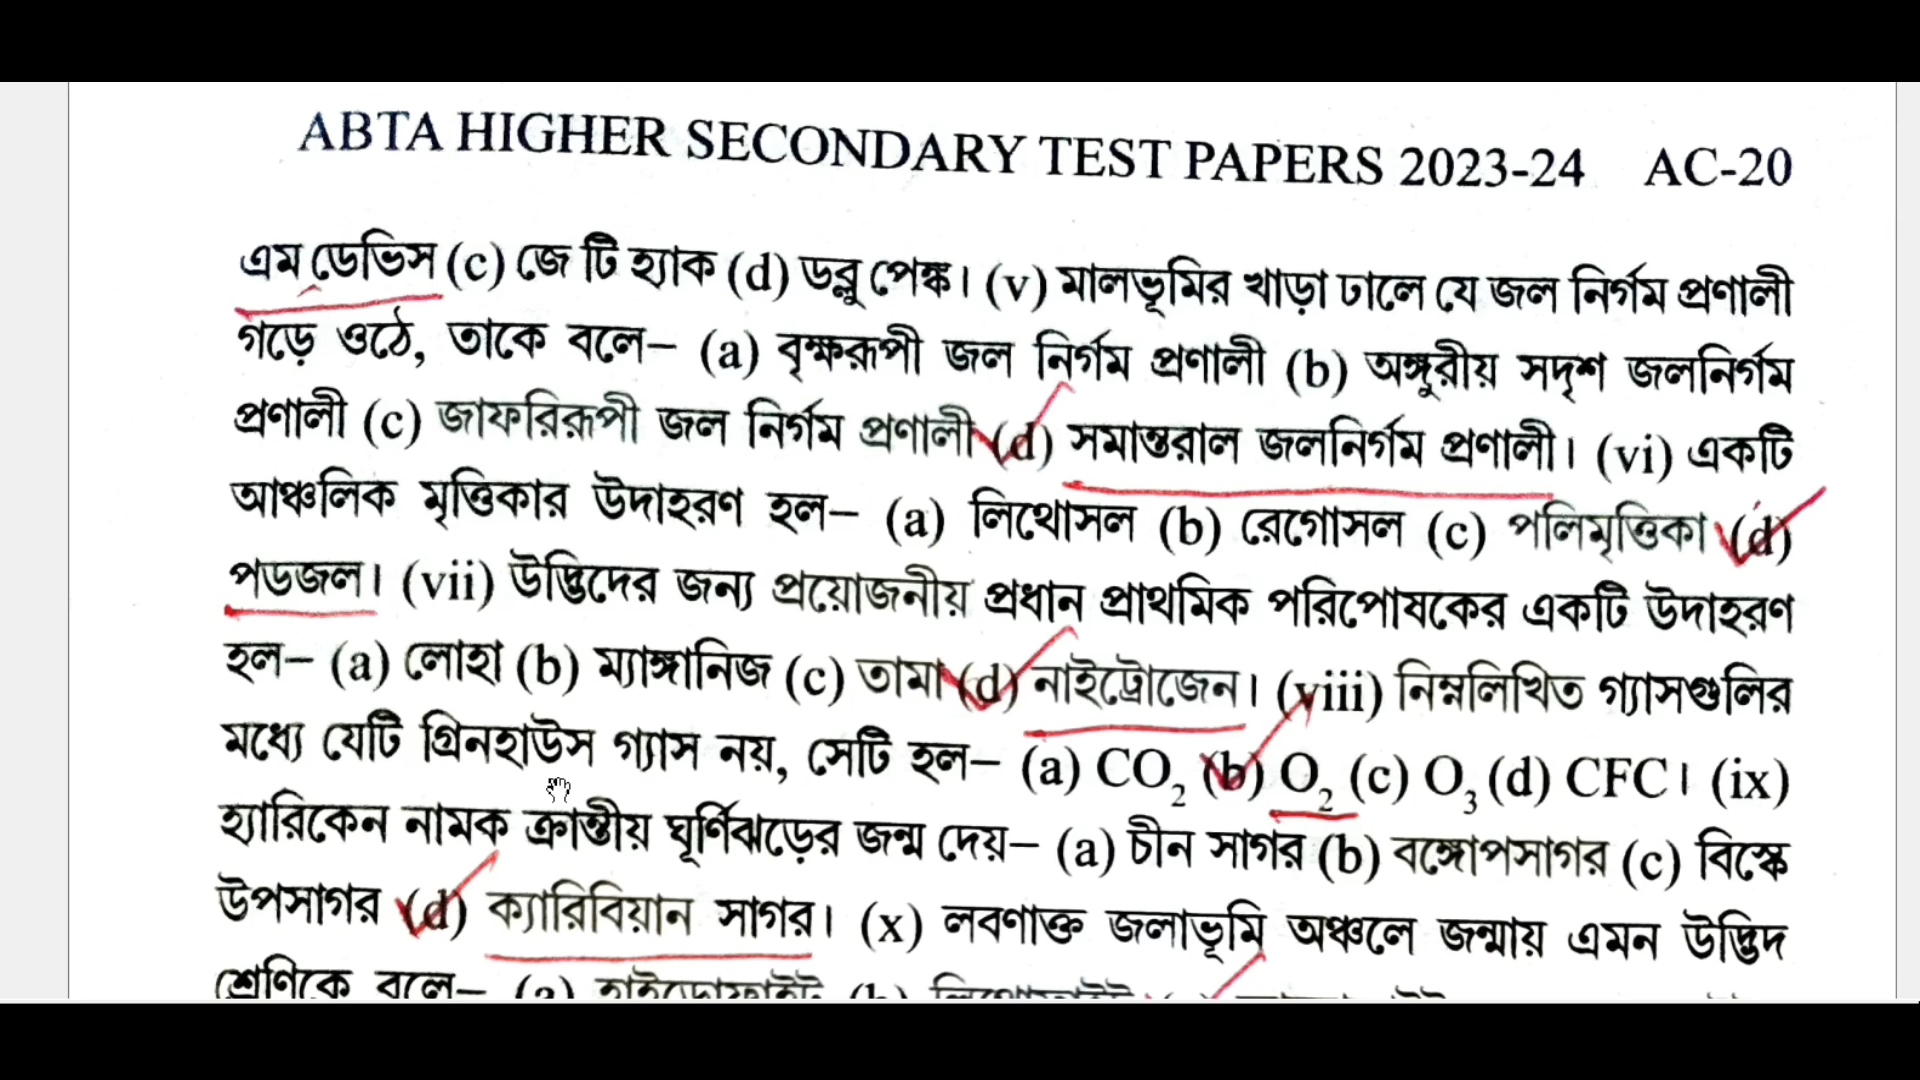 ABTA HIGHER SECONDARY TEST PAPERS 2023-24 AC-20
এম ডেভিস (c) জে টি হ্যাক (d) ডব্লু পেঙ্ক। (v) মালভূমির খাড়া ঢালে যে জল নির্গম প্রণালী
গড়ে ওঠে, তাকে বলে– (a) বৃক্ষরূপী জল নির্গম প্রণালী (b) অঙ্গুরীয় সদৃশ জলনির্গম
প্রণালী (c) জাফরিরূপী জল নির্গম প্রণালী (d) সমান্তরাল জলনির্গম প্রণালী। (vi) একটি
আঞ্চলিক মৃত্তিকার উদাহরণ হল– (a) লিথোসল (b) রেগোসল (c) পলিমৃত্তিকা (d)
পডজল। (vii) উদ্ভিদের জন্য প্রয়োজনীয় প্রধান প্রাথমিক পরিপোষকের একটি উদাহরণ
হল– (a) লোহা (b) ম্যাঙ্গানিজ (c) তামা (d) নাইট্রোজেন। (viii) নিম্নলিখিত গ্যাসগুলির
মধ্যে যেটি গ্রিনহাউস গ্যাস নয়, সেটি হল– (a) CO₂ (b) O₂ (c) O₃ (d) CFC। (ix)
হ্যারিকেন নামক ক্রান্তীয় ঘূর্ণিঝড়ের জন্ম দেয়– (a) চীন সাগর (b) বঙ্গোপসাগর (c) বিস্কে
উপসাগর (d) ক্যারিবিয়ান সাগর। (x) লবণাক্ত জলাভূমি অঞ্চলে জন্মায় এমন উদ্ভিদ
শ্রেণিকে বলে– (a) হাইড্রোফাইট (b) লিথোফাইট